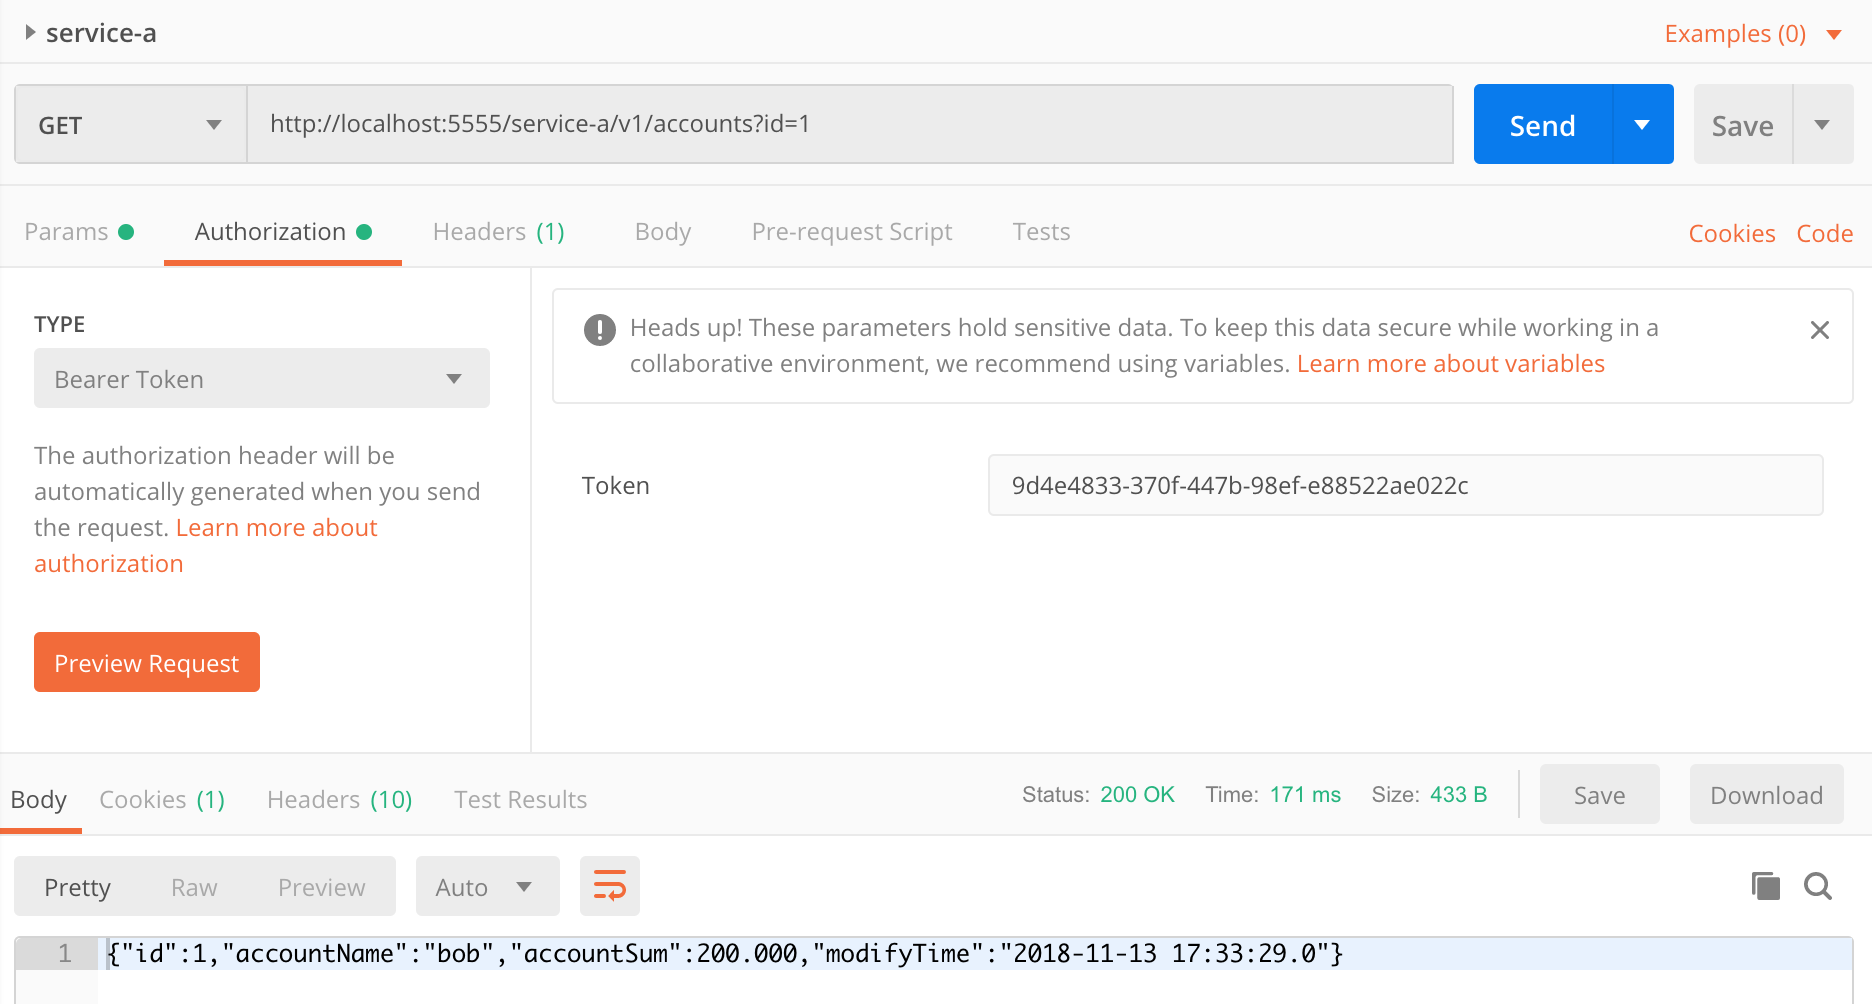 service-a
Examples (0)
GET
http://localhost:5555/service-a/v1/accounts?id=1
Send
Save
Params
Authorization
Headers (1)
Body
Pre-request Script
Tests
Cookies
Code
TYPE
Bearer Token
The authorization header will be
automatically generated when you send
the request. Learn more about
authorization
Preview Request
Heads up! These parameters hold sensitive data. To keep this data secure while working in a
collaborative environment, we recommend using variables. Learn more about variables
Token
9d4e4833-370f-447b-98ef-e88522ae022c
Body
Cookies (1)
Headers (10)
Test Results
Status: 200 OK
Time: 171 ms
Size: 433 B
Save
Download
Pretty
Raw
Preview
Auto
1
{"id":1,"accountName":"bob","accountSum":200.000,"modifyTime":"2018-11-13 17:33:29.0"}